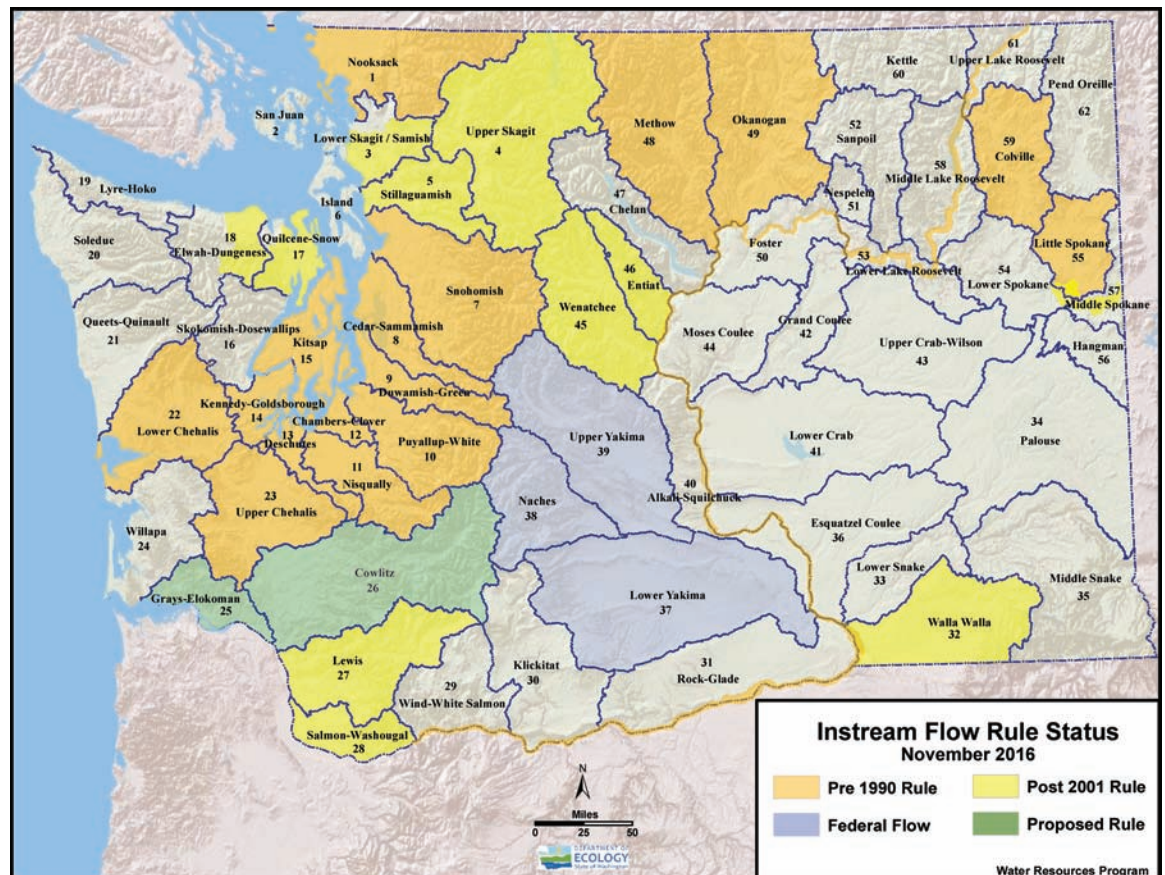 Nooksack
1
San Juan
2
Lower Skagit / Samish
3
Upper Skagit
4
5
Stillaguamish
Island
6
Snohomish
7
Cedar-Sammamish
8
9
Duwamish-Green
Puyallup-White
10
11
Nisqually
Chambers-Clover
12
13
Deschutes
Kennedy-Goldsborough
14
Kitsap
15
Skokomish-Dosewallips
16
Quilcene-Snow
17
18
Elwah-Dungeness
19
Lyre-Hoko
Soleduc
20
Queets-Quinault
21
22
Lower Chehalis
23
Upper Chehalis
Willapa
24
Grays-Elokoman
25
Cowlitz
26
Lewis
27
Salmon-Washougal
28
29
Wind-White Salmon
Klickitat
30
31
Rock-Glade
Walla Walla
32
Lower Snake
33
34
Palouse
Middle Snake
35
Esquatzel Coulee
36
Lower Yakima
37
Naches
38
Upper Yakima
39
40
Alkali-Squilchuck
Lower Crab
41
Grand Coulee
42
Upper Crab-Wilson
43
Moses Coulee
44
Wenatchee
45
46
Entiat
47
Chelan
Methow
48
Okanogan
49
Foster
50
Nespelem
51
52
Sanpoil
53
Lower Lake Roosevelt
54
Lower Spokane
Little Spokane
55
Hangman
56
57
Middle Spokane
58
Middle Lake Roosevelt
59
Colville
Kettle
60
61
Upper Lake Roosevelt
Pend Oreille
62
N
Miles
0 25 50
DEPARTMENT OF
ECOLOGY
State of Washington
Instream Flow Rule Status
November 2016
Pre 1990 Rule
Post 2001 Rule
Federal Flow
Proposed Rule
Water Resources Program